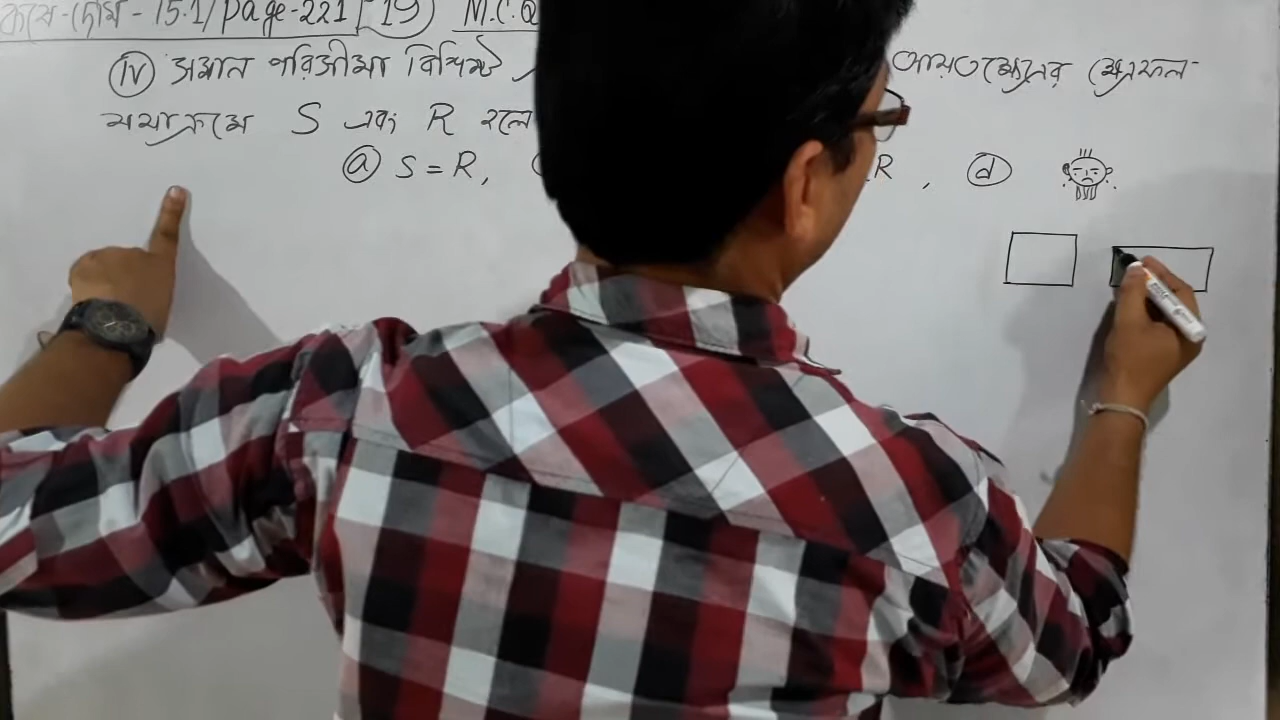 কষে-দেখি - 15.1/page-221 19 M.C.Q
(iv) সমান পরিসীমা বিশিষ্ট আয়তক্ষেত্রের ক্ষেত্রফল
যথাক্রমে S এবং R হলে
(a) S = R, R , (d)